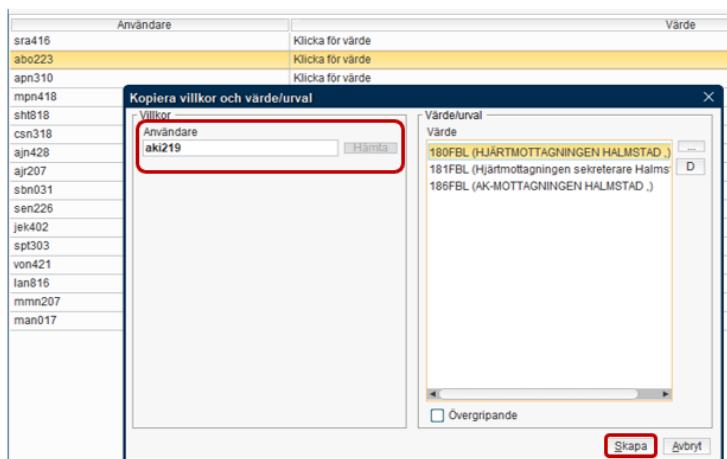 Användare Värde
sra416 Klicka för värde
abo223 Klicka för värde
apn310 Klicka för värde
mpn418
sht818
csn318
ajn428
ajr207
sbn031
sen226
jek402
spt303
von421
lan816
mmn207
man017
Kopiera villkor och värde/urval
Villkor
Användare
aki219 Hämta
Värde/urval
Värde
180FBL (HJÄRTMOTTAGNINGEN HALMSTAD ,) ...
181FBL (Hjärtmottagningen sekreterare Halms D
186FBL (AK-MOTTAGNINGEN HALMSTAD ,)
Övergripande
Skapa Avbryt